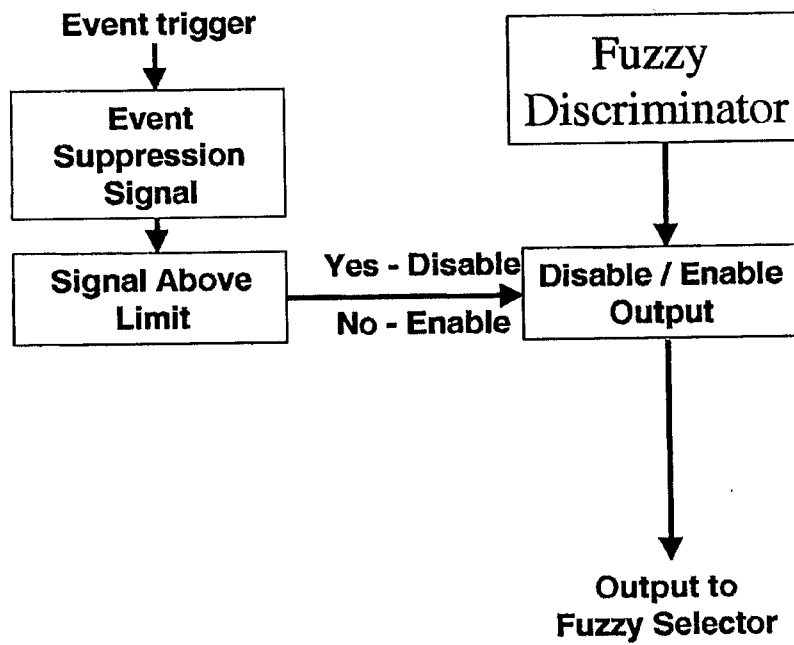 Event trigger
Event
Suppression
Signal
Signal Above
Limit
Yes - Disable
No - Enable
Fuzzy
Discriminator
Disable / Enable
Output
Output to
Fuzzy Selector